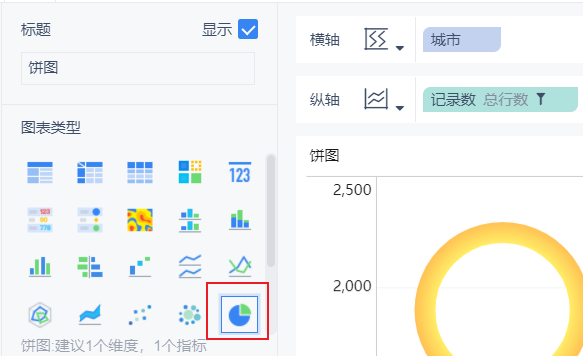 标题 显示
饼图
图表类型
123
123
90
778
饼图:建议1个维度，1个指标
横轴 城市
纵轴 记录数 总行数
饼图
2,500
2,000